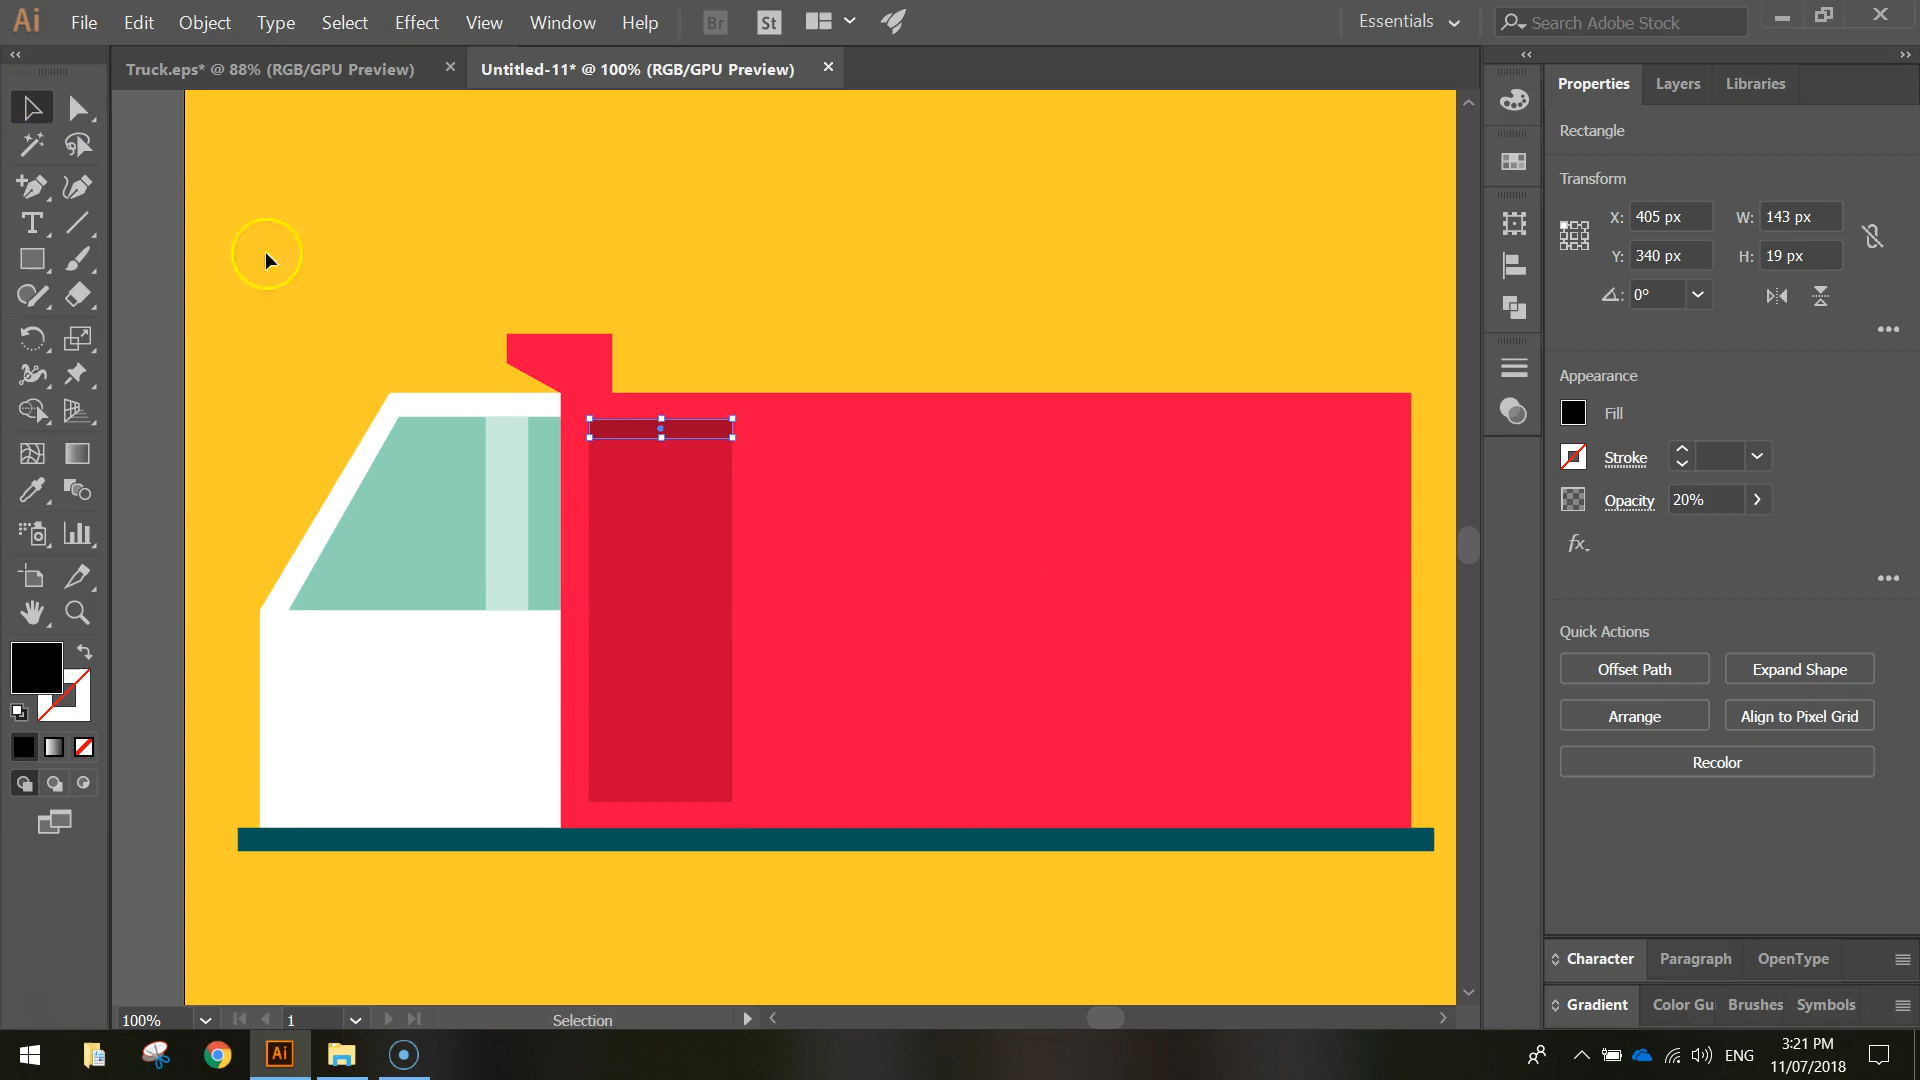 Ai File Edit Object Type Select Effect View Window Help Br St Essentials Search Adobe Stock
Truck.eps* @ 88% (RGB/GPU Preview) Untitled-11* @ 100% (RGB/GPU Preview)
Properties Layers Libraries
Rectangle
Transform
X: 405 px W: 143 px
Y: 340 px H: 19 px
0°
Appearance
Fill
Stroke
Opacity 20%
fx.
Quick Actions
Offset Path Expand Shape
Arrange Align to Pixel Grid
Recolor
Character Paragraph OpenType
Gradient Color Gu Brushes Symbols
100% 1 Selection
Ai ENG 3:21 PM
11/07/2018